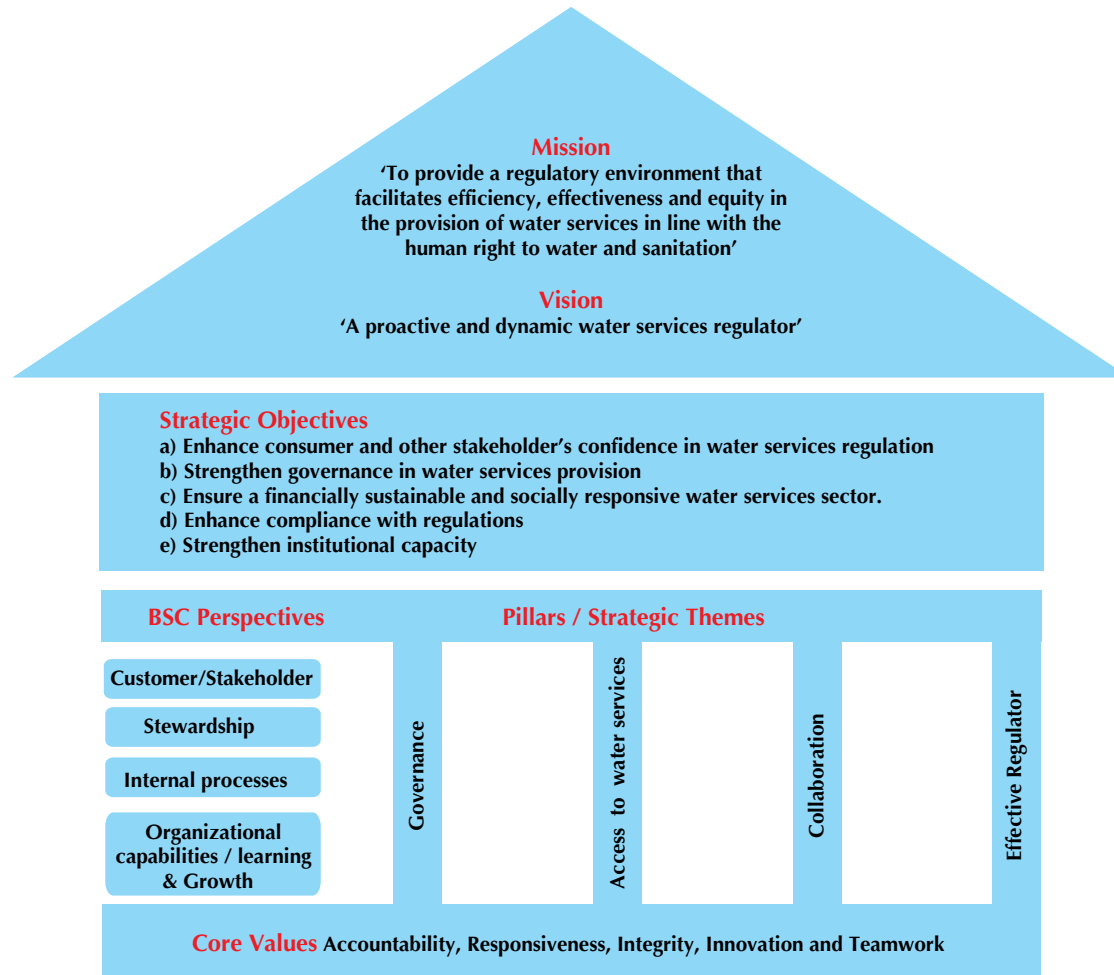 Mission
‘To provide a regulatory environment that
facilitates efficiency, effectiveness and equity in
the provision of water services in line with the
human right to water and sanitation’
Vision
‘A proactive and dynamic water services regulator’
Strategic Objectives
a) Enhance consumer and other stakeholder’s confidence in water services regulation
b) Strengthen governance in water services provision
c) Ensure a financially sustainable and socially responsive water services sector.
d) Enhance compliance with regulations
e) Strengthen institutional capacity
BSC Perspectives
Pillars / Strategic Themes
Customer/Stakeholder
Stewardship
Internal processes
Organizational
capabilities / learning
& Growth
Governance
Access to water services
Collaboration
Effective Regulator
Core Values Accountability, Responsiveness, Integrity, Innovation and Teamwork